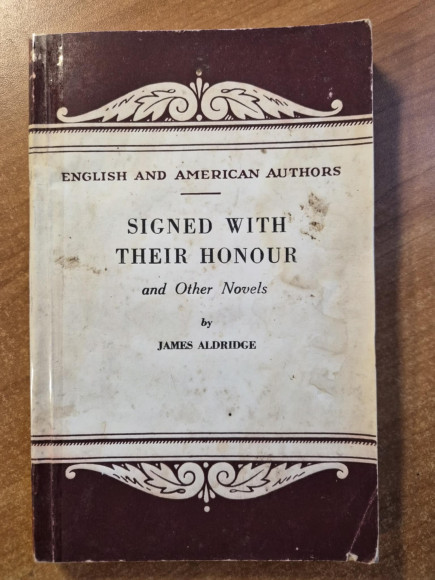 ENGLISH AND AMERICAN AUTHORS
SIGNED WITH
THEIR HONOUR
and Other Novels
by
JAMES ALDRIDGE